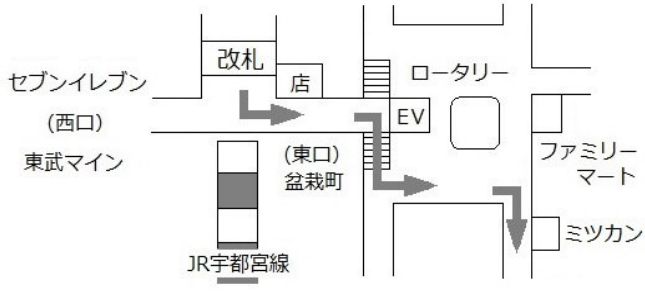 改札
店
ロータリー
セブンイレブン
(西口)
東武マイン
EV
(東口)
盆栽町
ファミリー
マート
ミツカン
JR宇都宮線